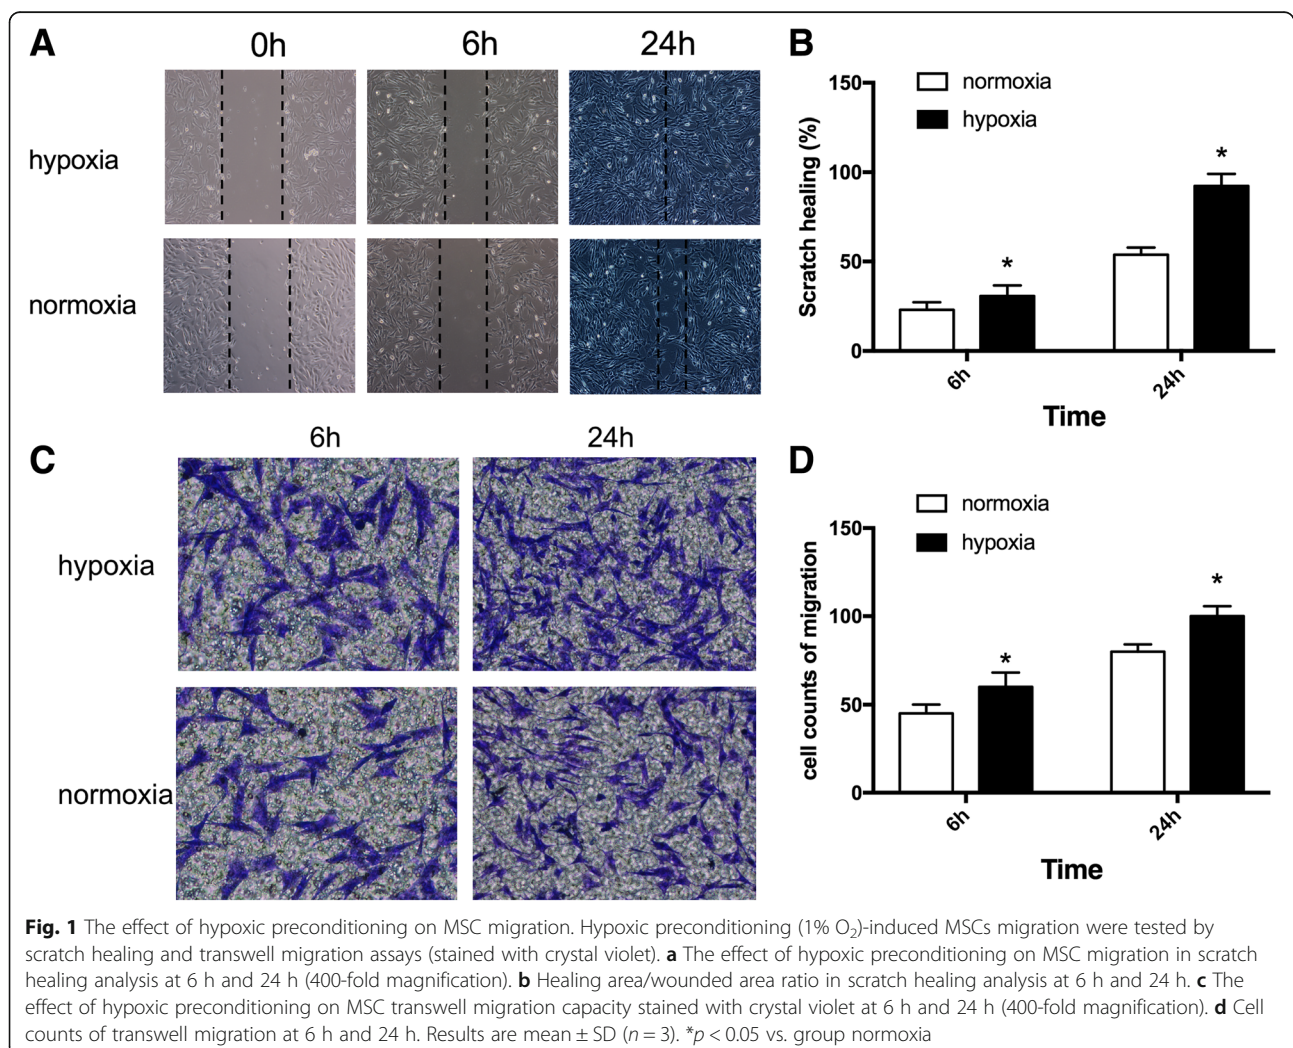 A
0h
6h
24h
hypoxia
normoxia
B
150
100
50
0
Scratch healing (%)
normoxia
hypoxia
*
*
6h
24h
Time
C
6h
24h
hypoxia
normoxia
D
150
100
50
0
cell counts of migration
normoxia
hypoxia
*
*
6h
24h
Time
Fig. 1 The effect of hypoxic preconditioning on MSC migration. Hypoxic preconditioning (1% O₂)-induced MSCs migration were tested by
scratch healing and transwell migration assays (stained with crystal violet). a The effect of hypoxic preconditioning on MSC migration in scratch
healing analysis at 6 h and 24 h (400-fold magnification). b Healing area/wounded area ratio in scratch healing analysis at 6 h and 24 h. c The
effect of hypoxic preconditioning on MSC transwell migration capacity stained with crystal violet at 6 h and 24 h (400-fold magnification). d Cell
counts of transwell migration at 6 h and 24 h. Results are mean ± SD (n = 3). *p < 0.05 vs. group normoxia